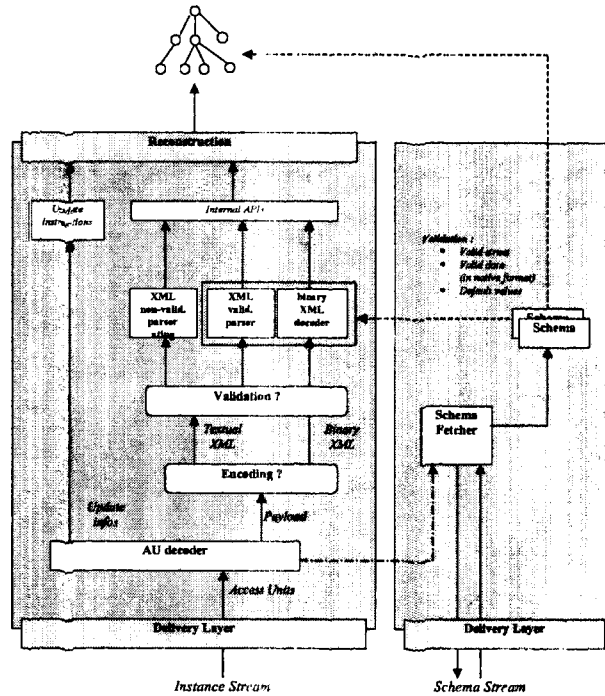 Reconstruction
Update
instructions
Internal APIs
Validation :
• Valid struct
• Valid data
(in native format)
• Default values
XML
non-valid.
parser
XML
valid.
parser
binary
XML
decoder
Schema
Schema
Validation ?
Schema
Fetcher
Textual
XML
Binary
XML
Encoding ?
Update
infos
Payload
AU decoder
Access Units
Delivery Layer
Delivery Layer
Instance Stream
Schema Stream